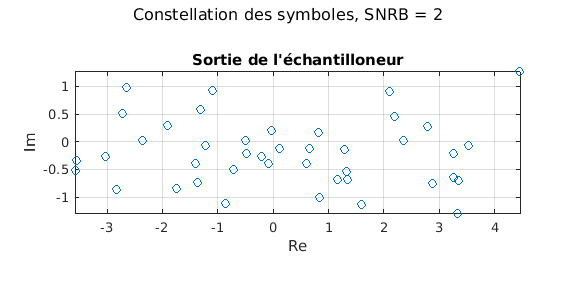 Constellation des symboles, SNRB = 2
Sortie de l'échantilloneur
Im
1
0.5
0
-0.5
-1
-3 -2 -1 0 1 2 3 4
Re